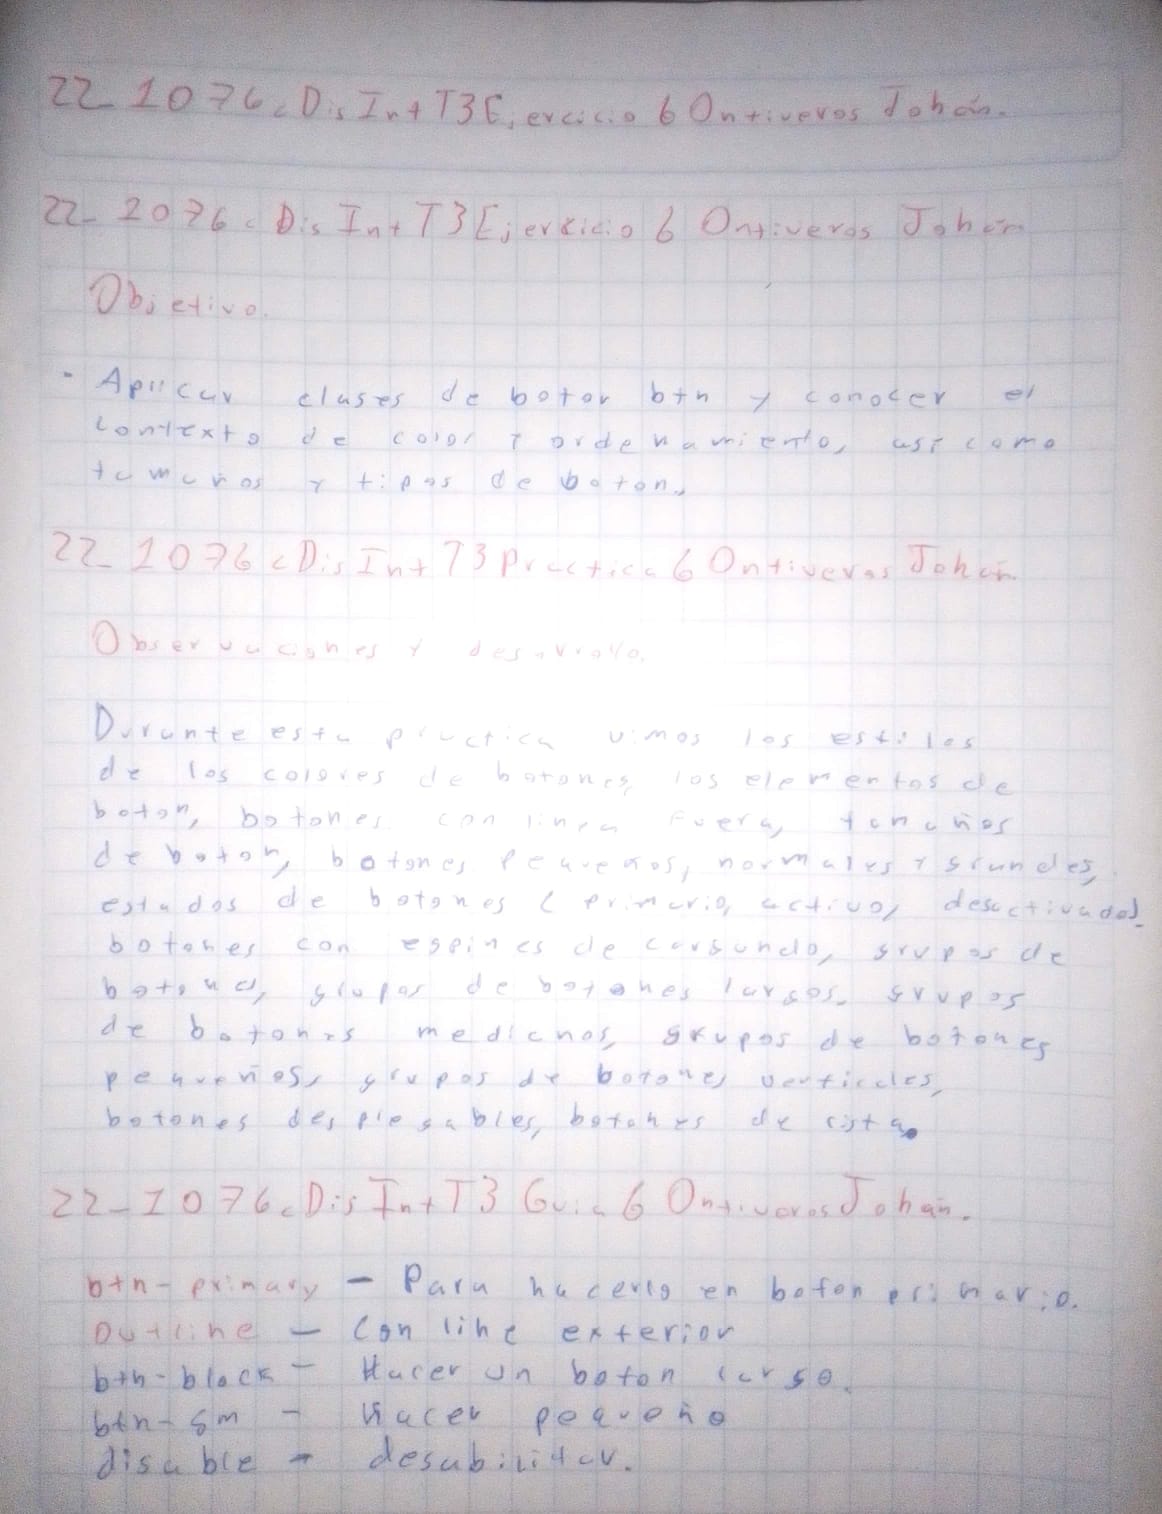 22_1076cDisIntT3Ejercicio 6 Ontiveros Johan.
22_2076cDisIntT3Ejercicio 6 Ontiveros Johan
Objetivo.
- Aplicar clases de boton btn y conocer el
contexto de color y ordenamiento, así como
tamaños y tipos de boton.
22_1076cDisIntT3Practica 6 Ontiveros Johan
Observaciones y desarrollo.
Durante esta practica vimos los estilos
de los colores de botones, los elementos de
boton, botones con linea fuera, tamaños
de boton, botones pequeños, normales y grandes,
estados de botones (primario, activo, desactivado)
botones con espines de cargando, grupos de
botones, grupos de botones largos. grupos
de botones medianos, grupos de botones
pequeños, grupos de botones verticales,
botones desplegables, botones de lista.
22_1076cDisIntT3 Guia 6 Ontiveros Johan.
btn-primary - Para hacerlo en boton primario.
Outline - Con line exterior
btn-block - Hacer un boton largo.
btn-sm - Hacer pequeño
disable - desabilitar.